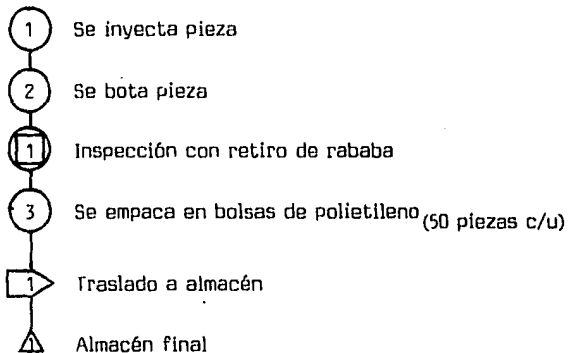 1 Se inyecta pieza
2 Se bota pieza
1 Inspección con retiro de rababa
3 Se empaca en bolsas de polietileno (50 piezas c/u)
1 Traslado a almacén
1 Almacén final